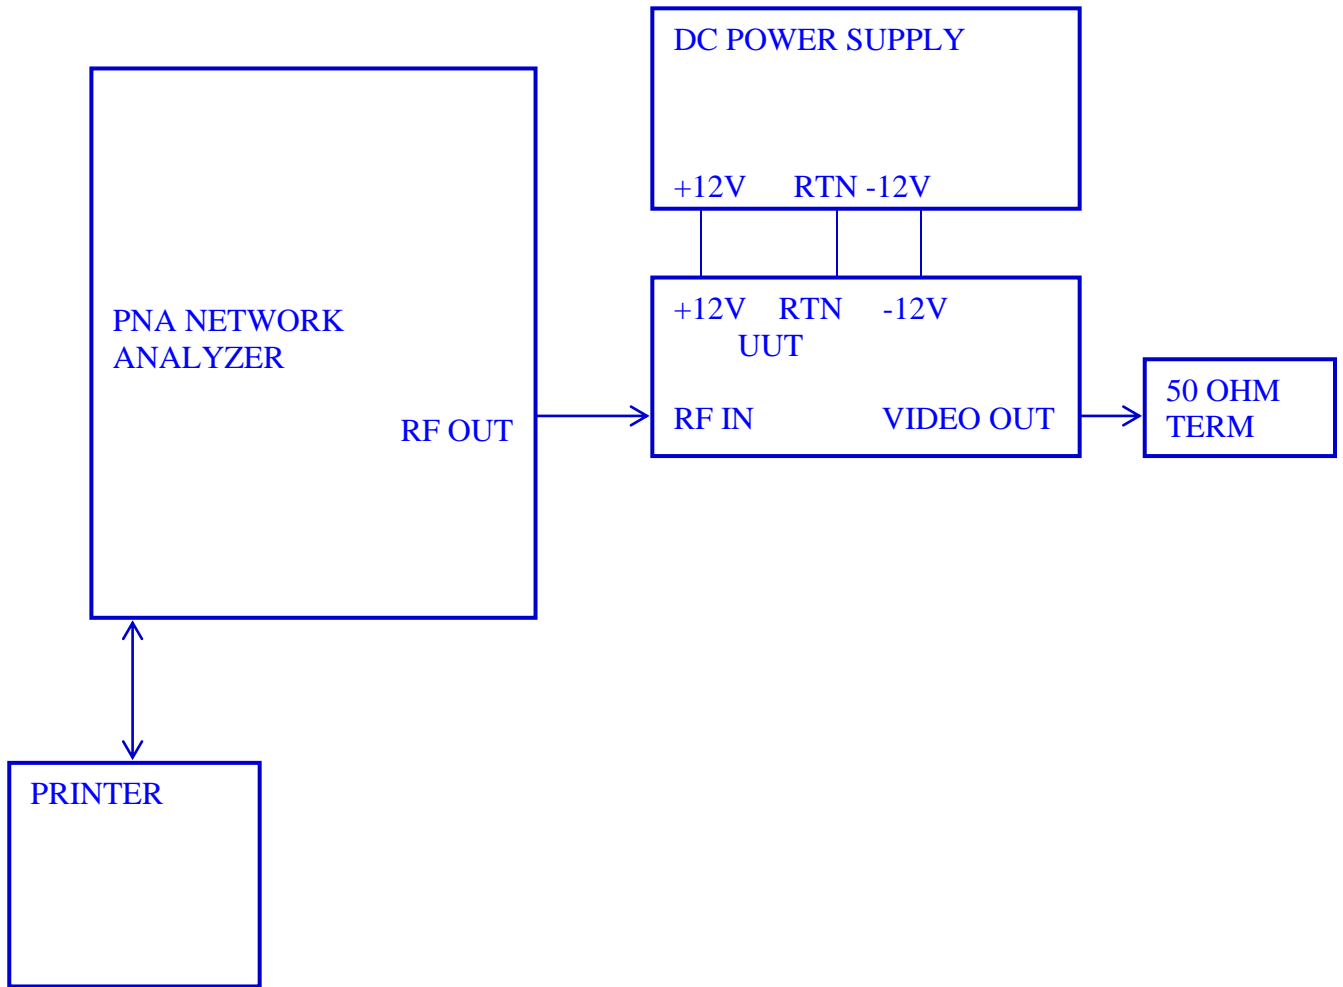 DC POWER SUPPLY
+12V RTN -12V
+12V RTN -12V
UUT
PNA NETWORK
ANALYZER
RF OUT
RF IN VIDEO OUT
50 OHM
TERM
PRINTER